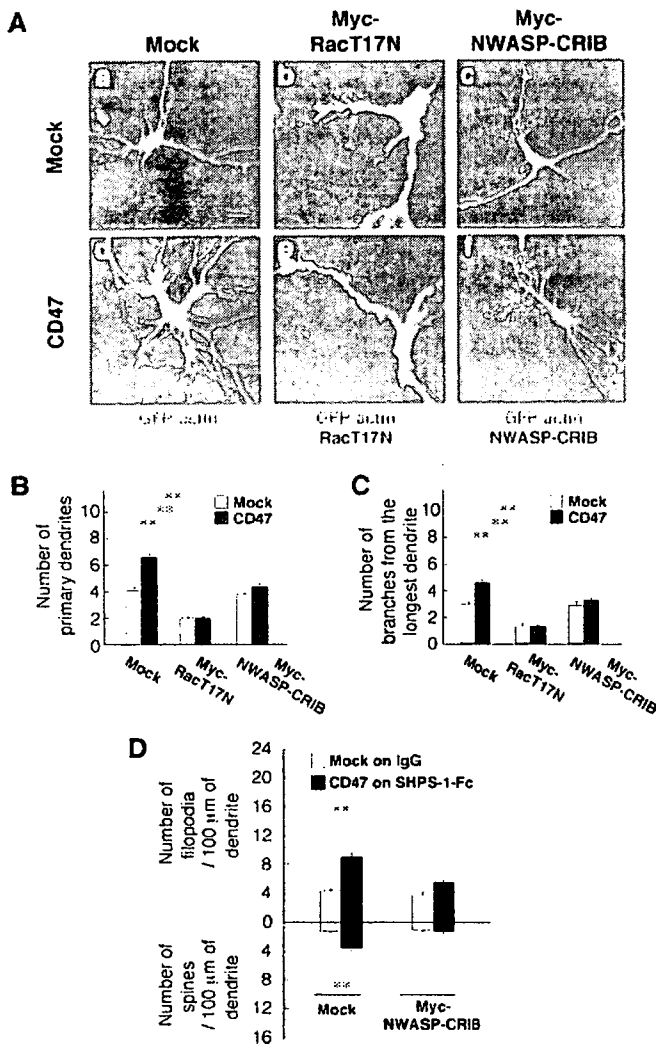 A
Mock
Myc-
RacT17N
Myc-
NWASP-CRIB
Mock
a
b
c
CD47
e
f
GFP actin
GFP actin
RacT17N
GFP actin
NWASP-CRIB
B
Number of
primary dendrites
10
8
6
4
2
0
**
**
**
Mock
CD47
Mock
Myc-
RacT17N
Myc-
NWASP-CRIB
C
Number of
branches from the
longest dendrite
10
8
6
4
2
0
**
**
**
Mock
CD47
Mock
Myc-
RacT17N
Myc-
NWASP-CRIB
D
Number of
filopodia
/ 100 μm of
dendrite
Number of
spines
/ 100 μm of
dendrite
24
20
16
12
8
4
0
4
8
12
16
Mock on IgG
CD47 on SHPS-1-Fc
**
**
Mock
Myc-
NWASP-CRIB